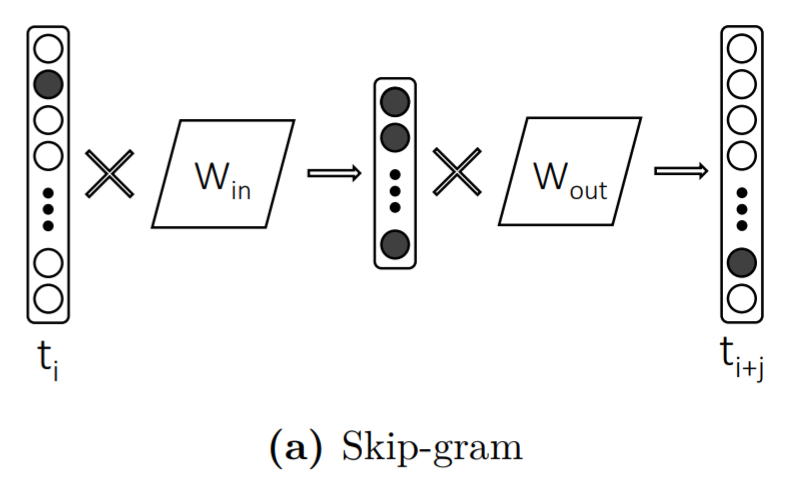 W_in
W_out
t_i
t_i+j
(a) Skip-gram